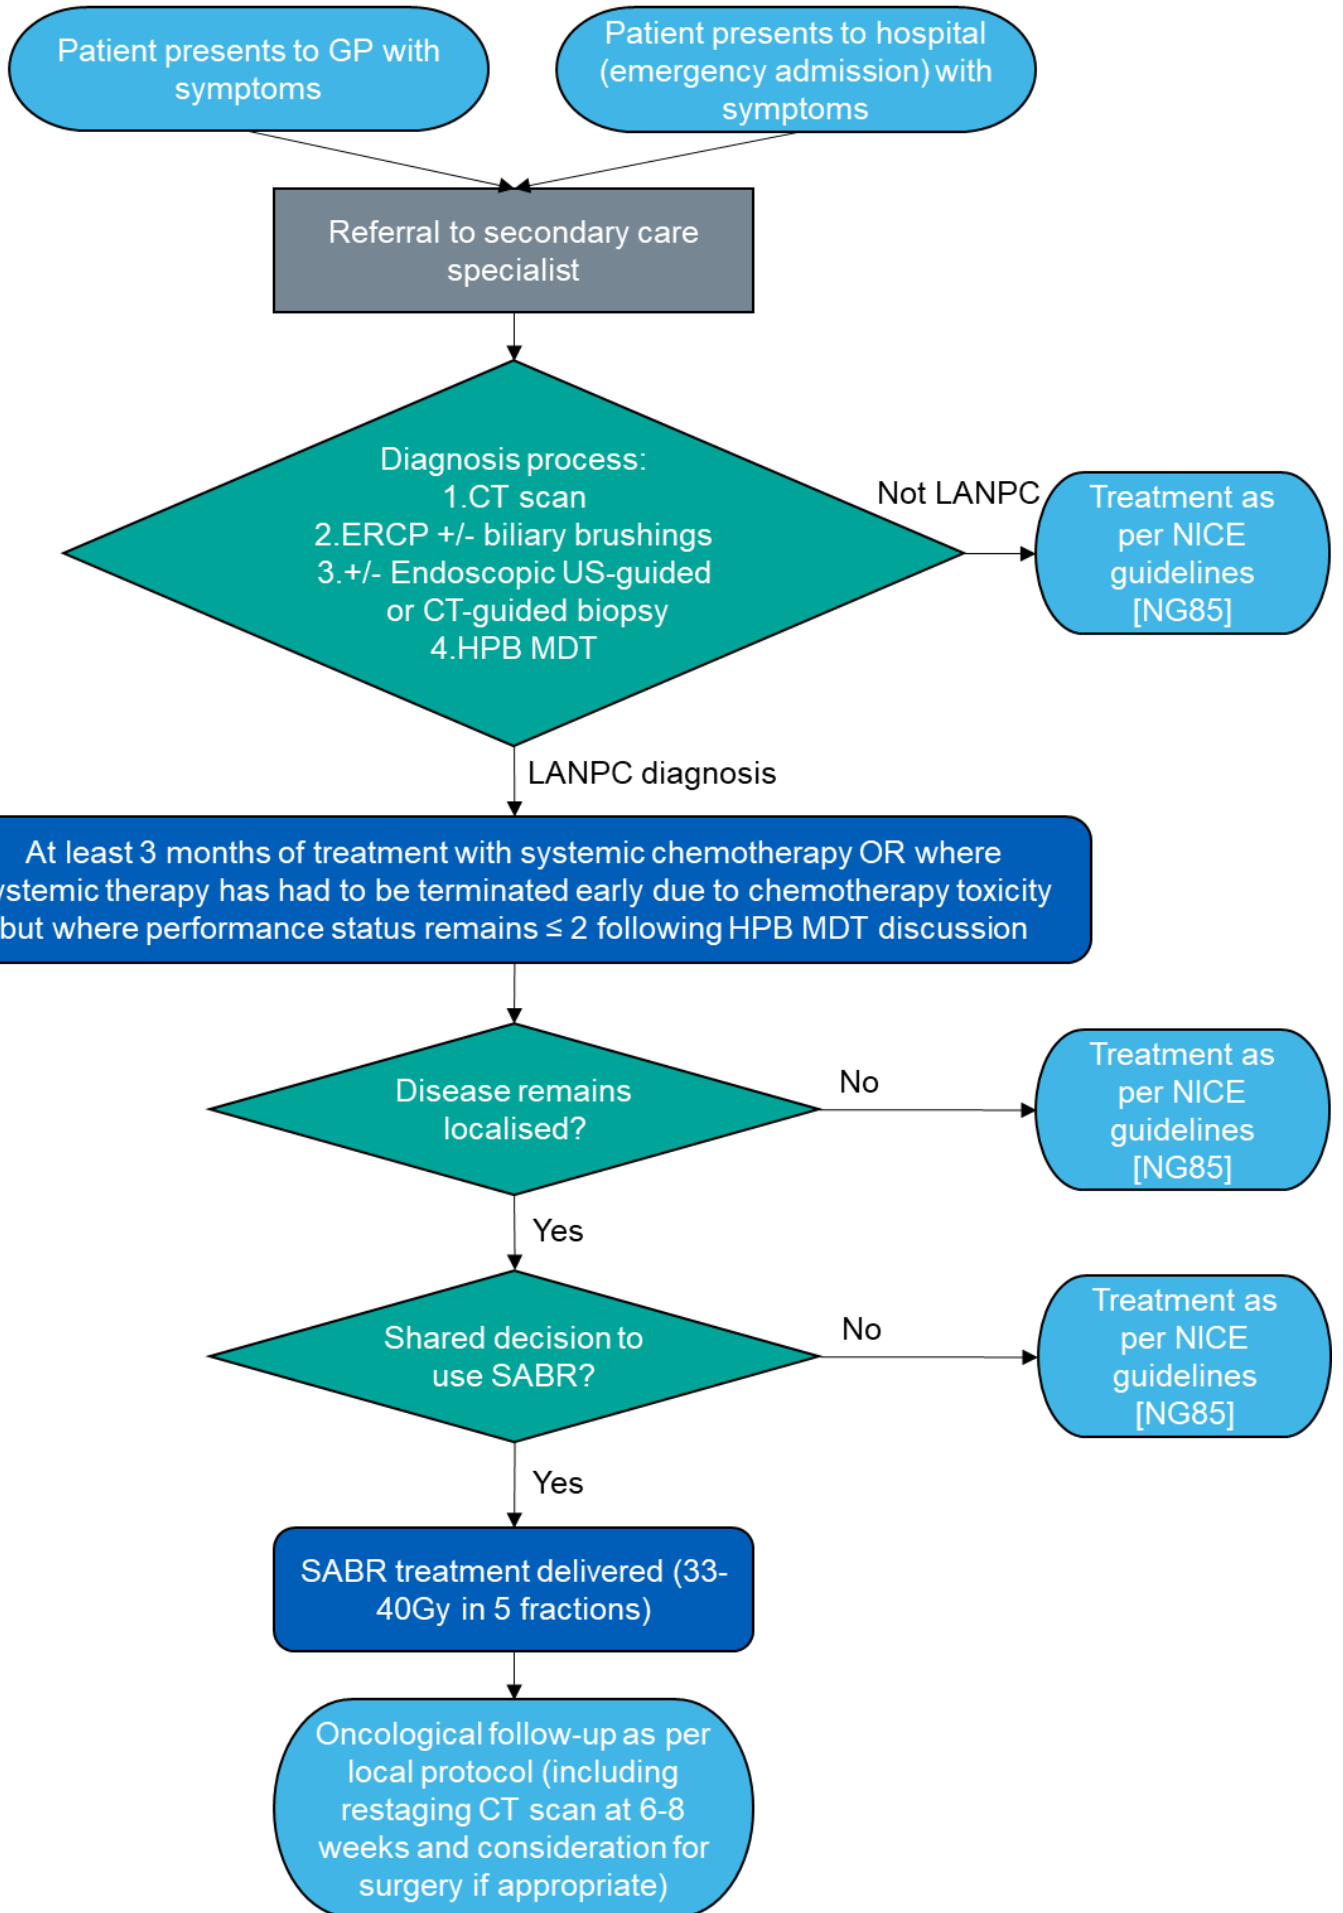 Patient presents to GP with
symptoms
Patient presents to hospital
(emergency admission) with
symptoms
Referral to secondary care
specialist
Diagnosis process:
1.CT scan
2.ERCP +/- biliary brushings
3.+/- Endoscopic US-guided
or CT-guided biopsy
4.HPB MDT
Not LANPC
Treatment as
per NICE
guidelines
[NG85]
LANPC diagnosis
At least 3 months of treatment with systemic chemotherapy OR where
ystemic therapy has had to be terminated early due to chemotherapy toxicity
but where performance status remains ≤ 2 following HPB MDT discussion
Disease remains
localised?
No
Treatment as
per NICE
guidelines
[NG85]
Yes
Shared decision to
use SABR?
No
Treatment as
per NICE
guidelines
[NG85]
Yes
SABR treatment delivered (33-
40Gy in 5 fractions)
Oncological follow-up as per
local protocol (including
restaging CT scan at 6-8
weeks and consideration for
surgery if appropriate)